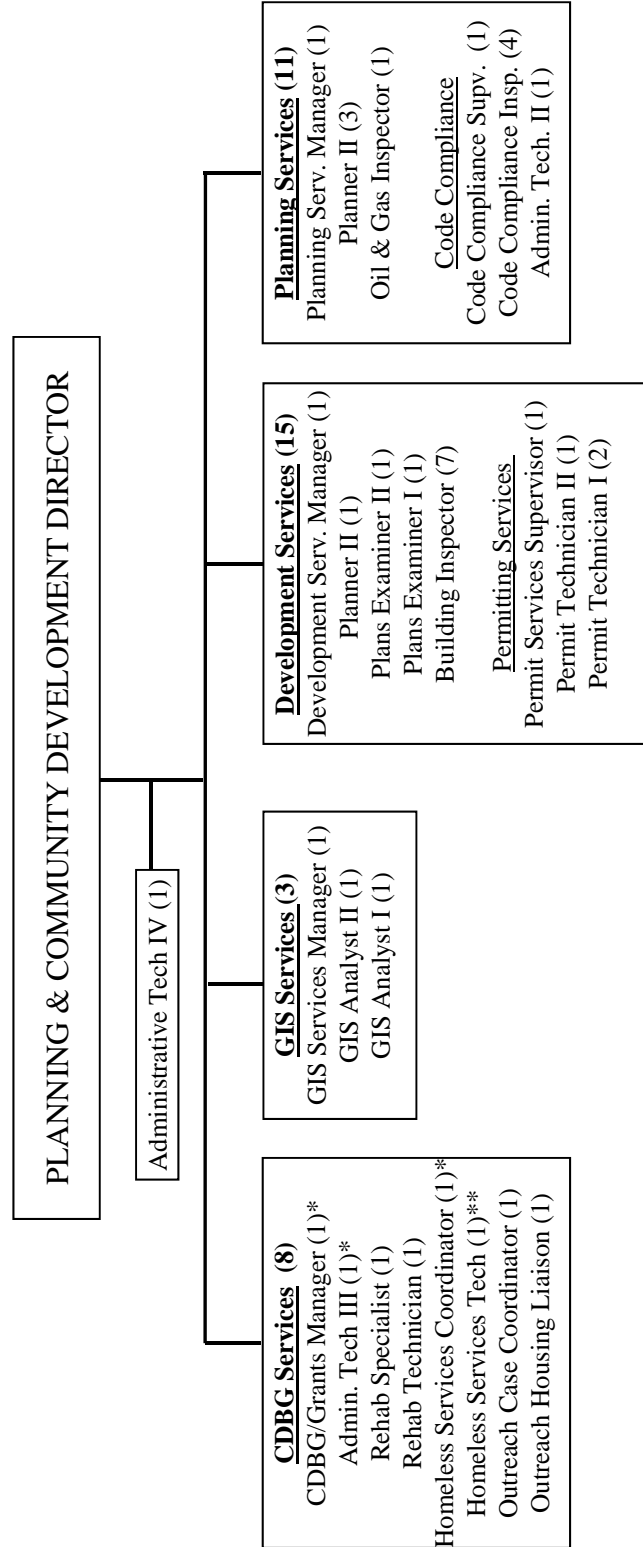 PLANNING & COMMUNITY DEVELOPMENT DIRECTOR
Administrative Tech IV (1)
CDBG Services (8)
CDBG/Grants Manager (1)*
Admin. Tech III (1)*
Rehab Specialist (1)
Rehab Technician (1)
Homeless Services Coordinator (1)*
Homeless Services Tech (1)**
Outreach Case Coordinator (1)
Outreach Housing Liaison (1)
GIS Services (3)
GIS Services Manager (1)
GIS Analyst II (1)
GIS Analyst I (1)
Development Services (15)
Development Serv. Manager (1)
Planner II (1)
Plans Examiner II (1)
Plans Examiner I (1)
Building Inspector (7)
Permitting Services
Permit Services Supervisor (1)
Permit Technician II (1)
Permit Technician I (2)
Planning Services (11)
Planning Serv. Manager (1)
Planner II (3)
Oil & Gas Inspector (1)
Code Compliance
Code Compliance Supv. (1)
Code Compliance Insp. (4)
Admin. Tech. II (1)